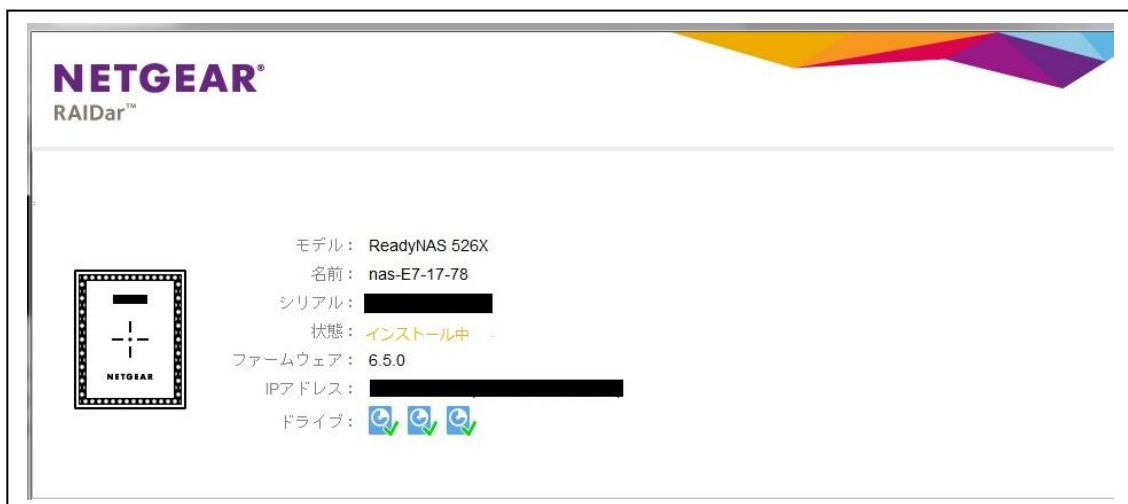 NETGEAR®
RAIDar™
モデル： ReadyNAS 526X
名前： nas-E7-17-78
シリアル：
状態： インストール中
ファームウェア： 6.5.0
IPアドレス：
ドライブ：
NETGEAR